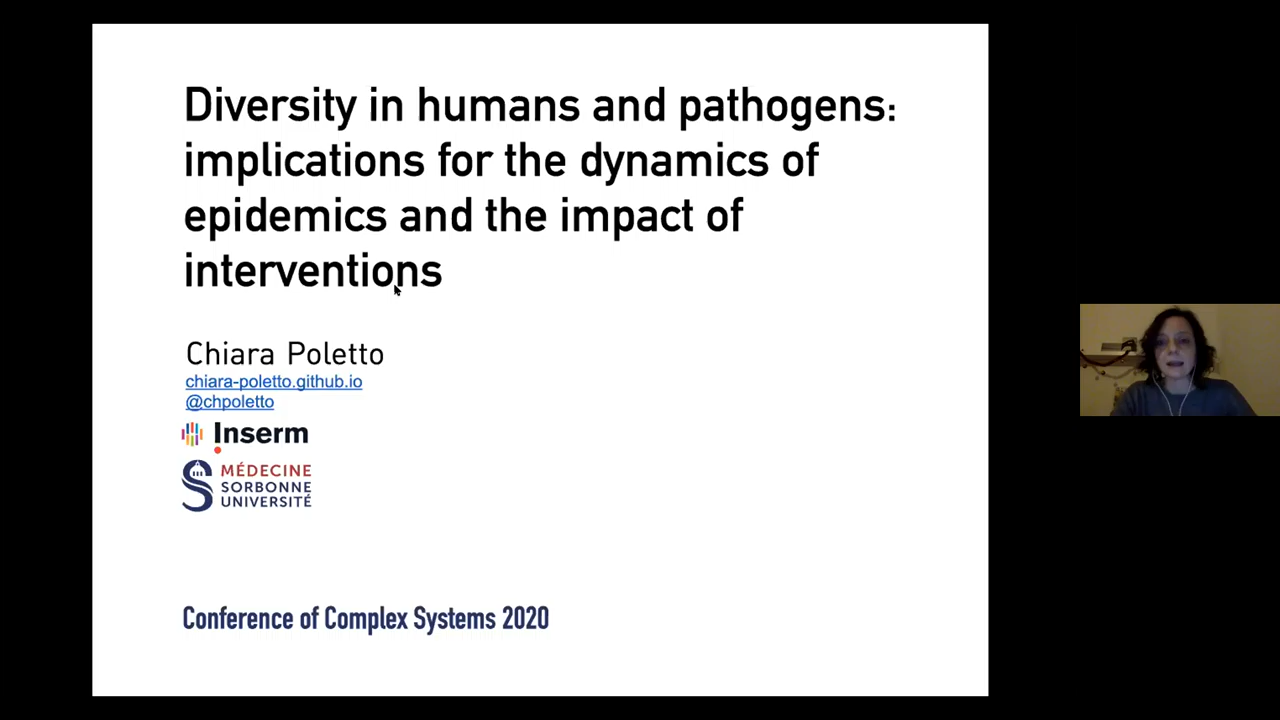 Diversity in humans and pathogens:
implications for the dynamics of
epidemics and the impact of
interventions
Chiara Poletto
chiara-poletto.github.io
@chpoletto
Inserm
MÉDECINE
SORBONNE
UNIVERSITÉ
Conference of Complex Systems 2020